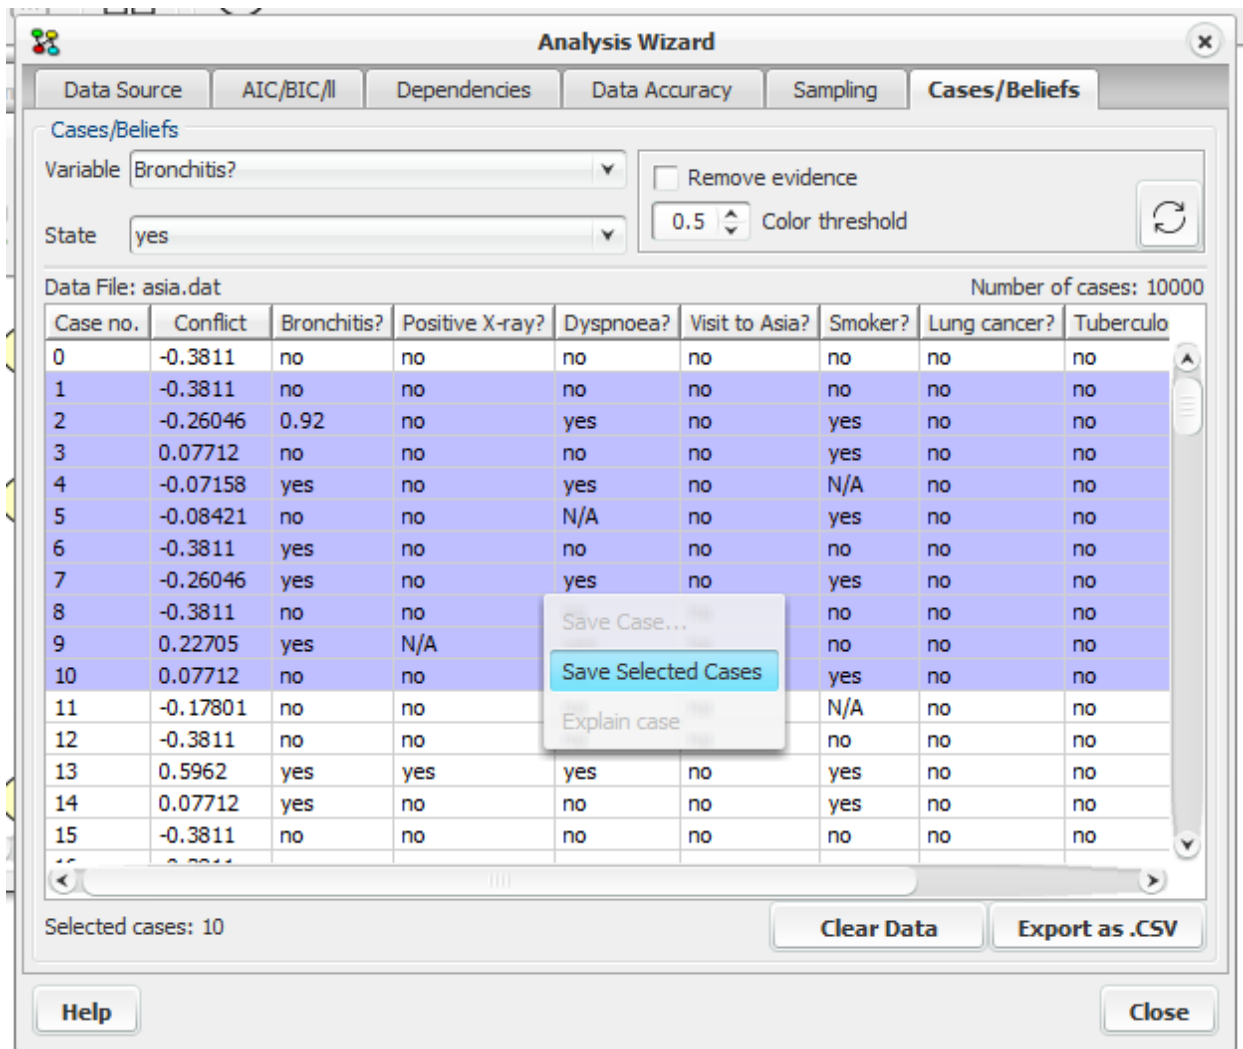 Analysis Wizard
Data Source AIC/BIC/ll Dependencies Data Accuracy Sampling Cases/Beliefs
Cases/Beliefs
Variable Bronchitis?
Remove evidence
0.5 Color threshold
State yes
Data File: asia.dat Number of cases: 10000
Case no. Conflict Bronchitis? Positive X-ray? Dyspnoea? Visit to Asia? Smoker? Lung cancer? Tuberculo
0 -0.3811 no no no no no no no
1 -0.3811 no no no no no no no
2 -0.26046 0.92 no yes no yes no no
3 0.07712 no no no no yes no no
4 -0.07158 yes no yes no N/A no no
5 -0.08421 no no N/A no yes no no
6 -0.3811 yes no no no no no no
7 -0.26046 yes no yes no yes no no
8 -0.3811 no no no no no
Save Case...
9 0.22705 yes N/A no no no
Save Selected Cases
10 0.07712 no no yes no no
11 -0.17801 no no N/A no no
Explain case
12 -0.3811 no no no no no
13 0.5962 yes yes yes no yes no no
14 0.07712 yes no no no yes no no
15 -0.3811 no no no no no no no
Selected cases: 10 Clear Data Export as .CSV
Help Close